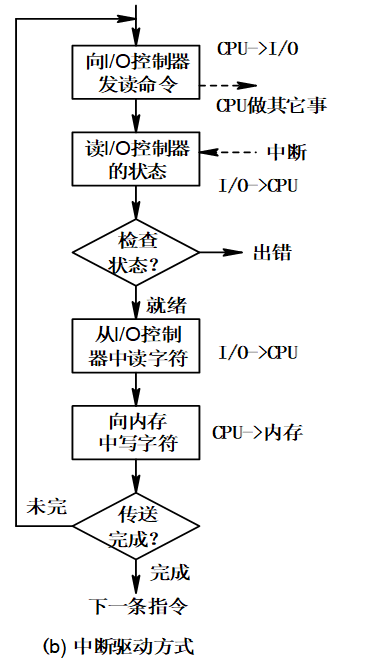 CPU->I/O
向I/O控制器
发读命令
CPU做其它事
读I/O控制器
的状态
中断
I/O->CPU
检查
状态？
出错
就绪
从I/O控制
器中读字符
I/O->CPU
向内存
中写字符
CPU->内存
未完
传送
完成？
完成
下一条指令
(b) 中断驱动方式